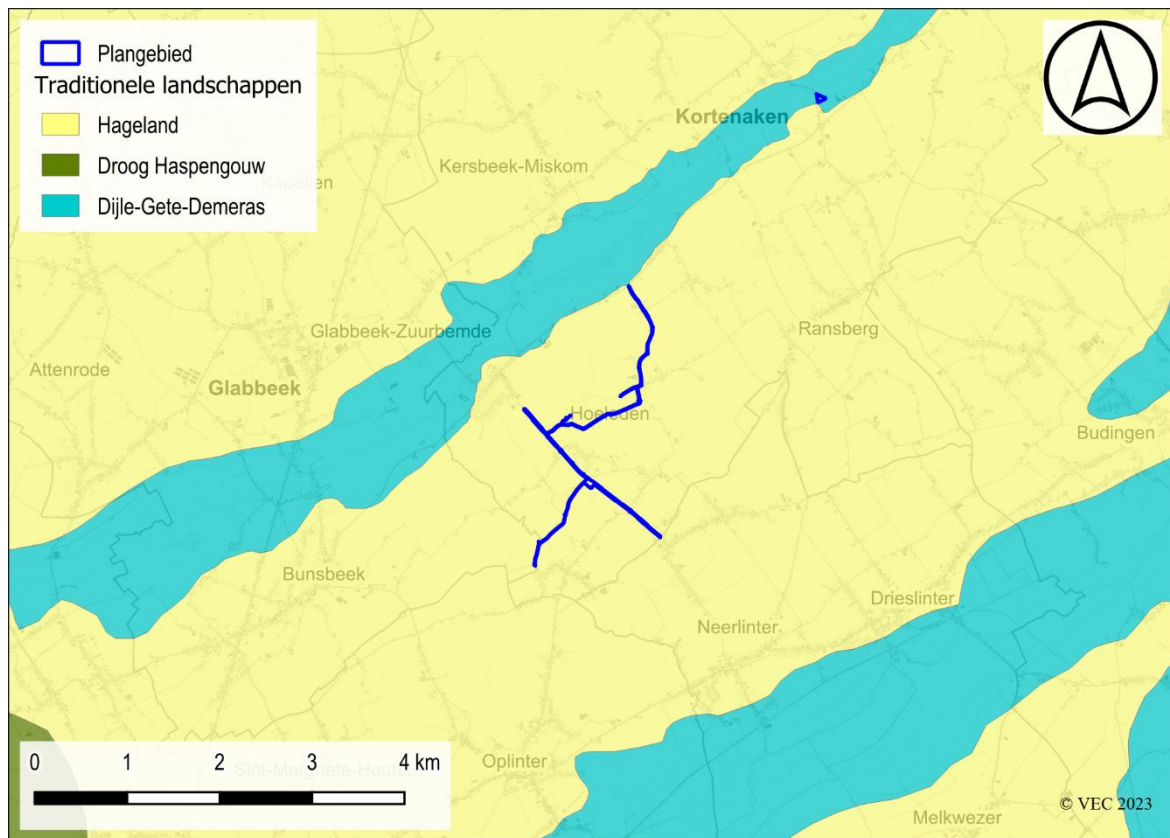 Plangebied
Traditionele landschappen
Hageland
Droog Haspengouw
Dijle-Gete-Demeras
Kapellen
Kortenaken
Kersbeek-Miskom
Glabbeek-Zuurbemde
Ransberg
Attenrode
Glabbeek
Hoeleden
Budingen
Bunsbeek
Drieslinter
Neerlinter
0 1 2 3 4 km
Oplinter
Sint-Margriete-Houtem
© VEC 2023
Melkwezer